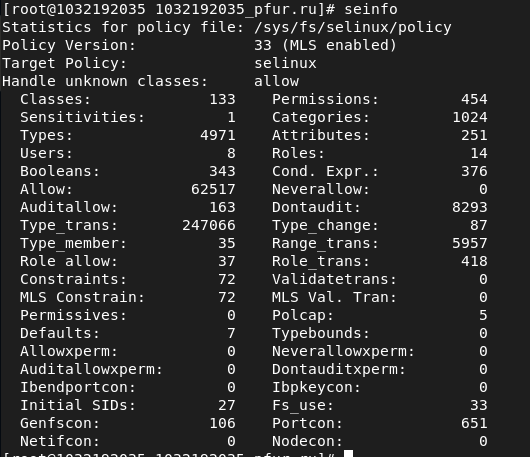 [root@1032192035 1032192035_pfur.ru]# seinfo
Statistics for policy file: /sys/fs/selinux/policy
Policy Version:             33 (MLS enabled)
Target Policy:              selinux
Handle unknown classes:     allow
  Classes:             133    Permissions:         454
  Sensitivities:         1    Categories:         1024
  Types:              4971    Attributes:          251
  Users:                 8    Roles:                14
  Booleans:            343    Cond. Expr.:         376
  Allow:             62517    Neverallow:            0
  Auditallow:          163    Dontaudit:          8293
  Type_trans:       247066    Type_change:          87
  Type_member:          35    Range_trans:        5957
  Role allow:           37    Role_trans:          418
  Constraints:          72    Validatetrans:         0
  MLS Constrain:        72    MLS Val. Tran:         0
  Permissives:           0    Polcap:                5
  Defaults:              7    Typebounds:            0
  Allowxperm:            0    Neverallowxperm:       0
  Auditallowxperm:       0    Dontauditxperm:        0
  Ibendportcon:          0    Ibpkeycon:             0
  Initial SIDs:         27    Fs_use:               33
  Genfscon:            106    Portcon:             651
  Netifcon:              0    Nodecon:               0
[root@1032192035 1032192035_pfur.ru]#